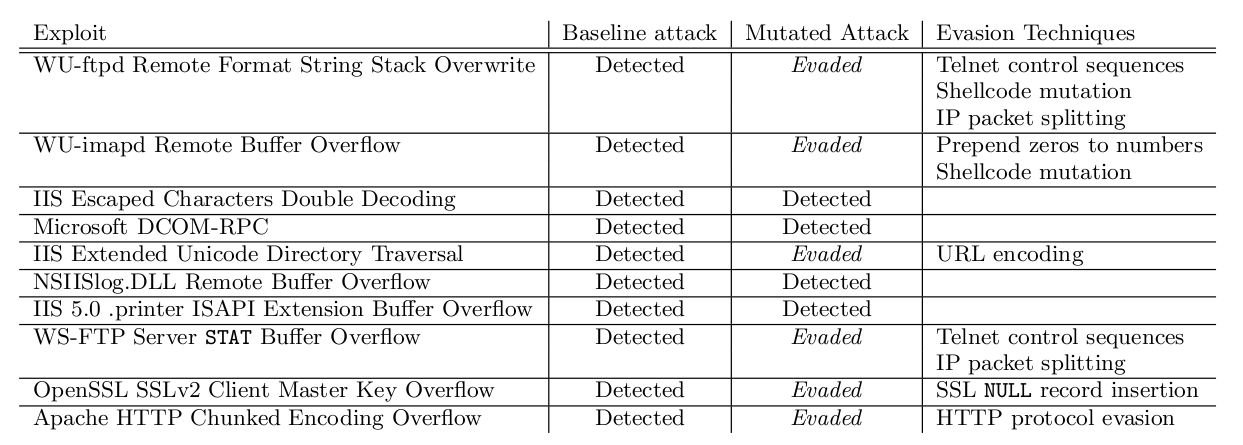 Exploit Baseline attack Mutated Attack Evasion Techniques
WU-ftpd Remote Format String Stack Overwrite Detected Evaded Telnet control sequences
Shellcode mutation
IP packet splitting
WU-imapd Remote Buffer Overflow Detected Evaded Prepend zeros to numbers
Shellcode mutation
IIS Escaped Characters Double Decoding Detected Detected
Microsoft DCOM-RPC Detected Detected
IIS Extended Unicode Directory Traversal Detected Evaded URL encoding
NSIISlog.DLL Remote Buffer Overflow Detected Detected
IIS 5.0 .printer ISAPI Extension Buffer Overflow Detected Detected
WS-FTP Server STAT Buffer Overflow Detected Evaded Telnet control sequences
IP packet splitting
OpenSSL SSLv2 Client Master Key Overflow Detected Evaded SSL NULL record insertion
Apache HTTP Chunked Encoding Overflow Detected Evaded HTTP protocol evasion